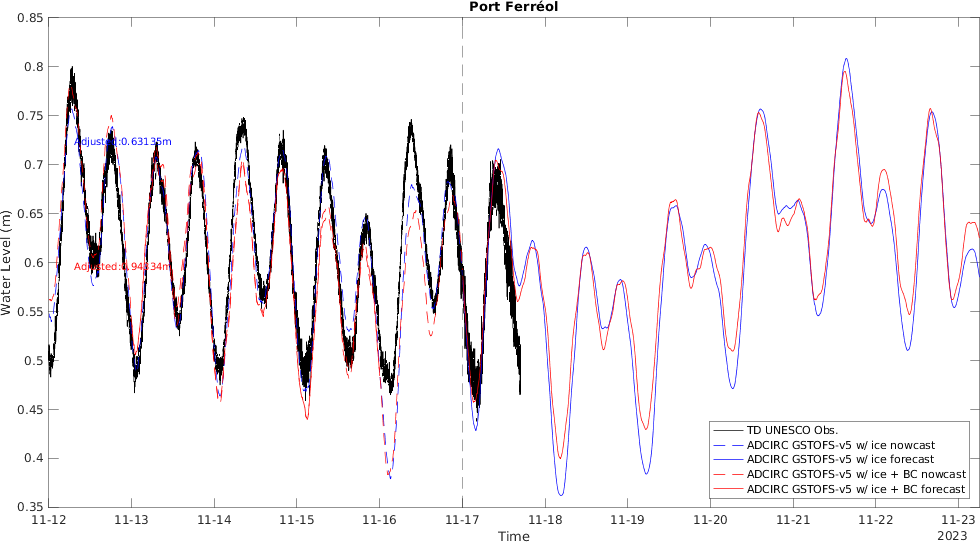 Port Ferréol
0.85
0.8
0.75
0.7
0.65
0.6
0.55
0.5
0.45
0.4
0.35
Water Level (m)
Adjusted:0.63135m
11-12
11-13
11-14
11-15
11-16
11-17
11-18
11-19
11-20
11-21
11-22
11-23
2023
Time
TD UNESCO Obs.
ADCIRC GSTOFS-v5 w/ ice nowcast
ADCIRC GSTOFS-v5 w/ ice forecast
ADCIRC GSTOFS-v5 w/ ice + BC nowcast
ADCIRC GSTOFS-v5 w/ ice + BC forecast